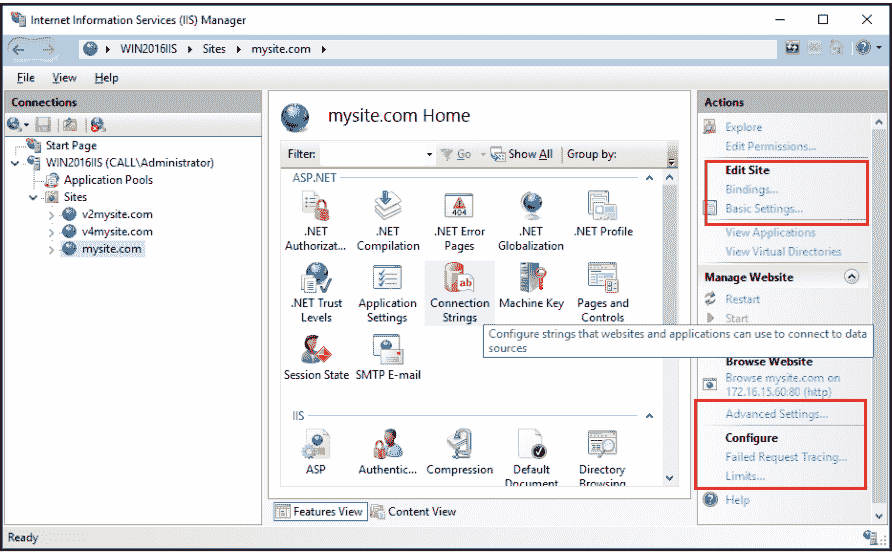 Internet Information Services (IIS) Manager
WIN2016IIS
Sites
mysite.com
File
View
Help
Connections
Start Page
WIN2016IIS (CALL\Administrator)
Application Pools
Sites
v2mysite.com
v4mysite.com
mysite.com
mysite.com Home
Filter:
Go
Show All
Group by:
ASP.NET
.NET Authorizat...
.NET Compilation
.NET Error Pages
.NET Globalization
.NET Profile
.NET Trust Levels
Application Settings
Connection Strings
Machine Key
Pages and Controls
Configure strings that websites and applications can use to connect to data
sources
Session State
SMTP E-mail
IIS
ASP
Authentic...
Compression
Default Document
Directory Browsing
Features View
Content View
Actions
Explore
Edit Permissions...
Edit Site
Bindings...
Basic Settings...
View Applications
View Virtual Directories
Manage Website
Restart
Start
Browse Website
Browse mysite.com on
172.16.15.60:80 (http)
Advanced Settings...
Configure
Failed Request Tracing...
Limits...
Help
Ready